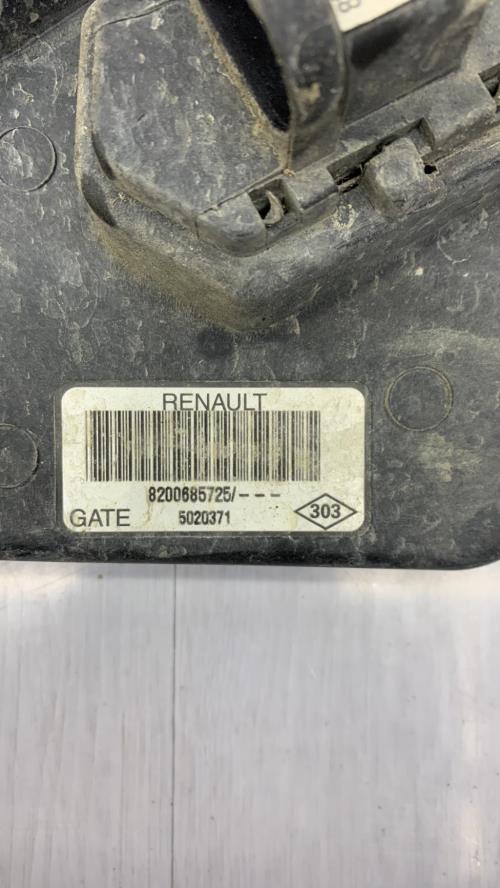 RENAULT
8200685725/---
GATE
5020371
303